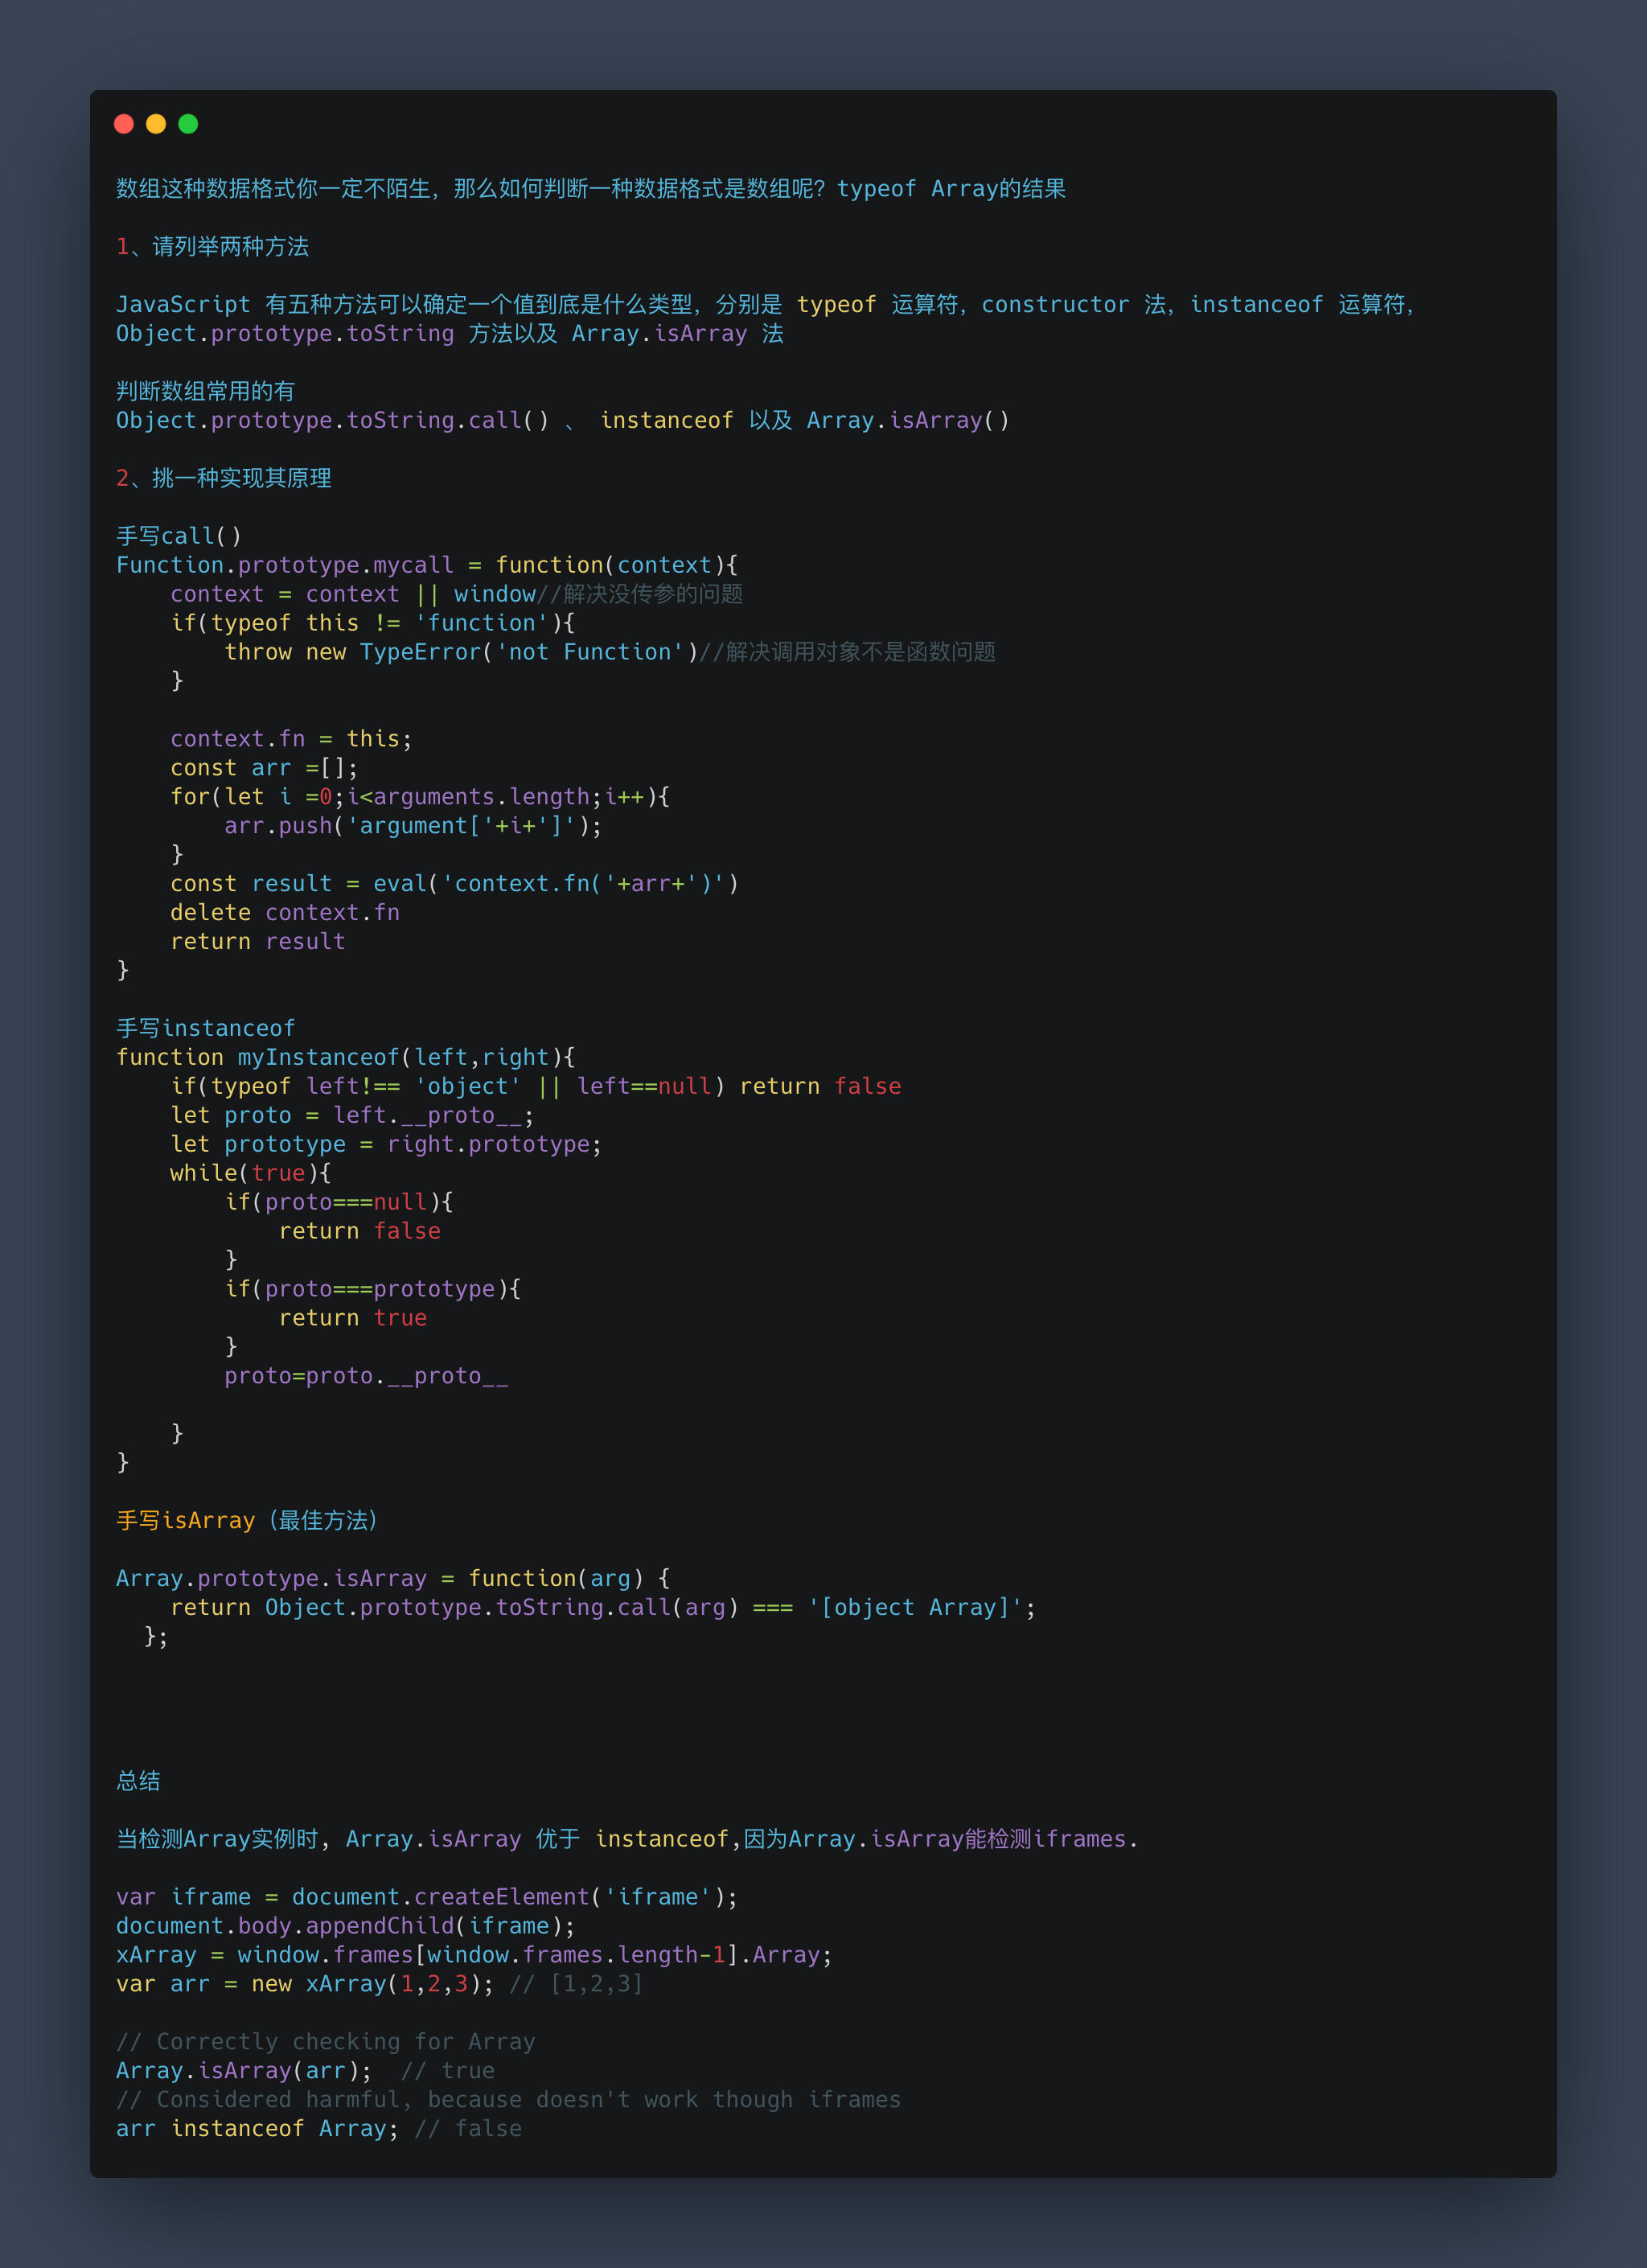 数组这种数据格式你一定不陌生，那么如何判断一种数据格式是数组呢？typeof Array的结果
1、请列举两种方法
JavaScript 有五种方法可以确定一个值到底是什么类型，分别是 typeof 运算符，constructor 法，instanceof 运算符，
Object.prototype.toString 方法以及 Array.isArray 法
判断数组常用的有
Object.prototype.toString.call() 、 instanceof 以及 Array.isArray()
2、挑一种实现其原理
手写call()
Function.prototype.mycall = function(context){
    context = context || window//解决没传参的问题
    if(typeof this != 'function'){
        throw new TypeError('not Function')//解决调用对象不是函数问题
    }
    context.fn = this;
    const arr =[];
    for(let i =0;i<arguments.length;i++){
        arr.push('argument['+i+']');
    }
    const result = eval('context.fn('+arr+')')
    delete context.fn
    return result
}
手写instanceof
function myInstanceof(left,right){
    if(typeof left!== 'object' || left==null) return false
    let proto = left.__proto__;
    let prototype = right.prototype;
    while(true){
        if(proto===null){
            return false
        }
        if(proto===prototype){
            return true
        }
        proto=proto.__proto__
    }
}
手写isArray（最佳方法）
Array.prototype.isArray = function(arg) {
    return Object.prototype.toString.call(arg) === '[object Array]';
  };
总结
当检测Array实例时, Array.isArray 优于 instanceof,因为Array.isArray能检测iframes.
var iframe = document.createElement('iframe');
document.body.appendChild(iframe);
xArray = window.frames[window.frames.length-1].Array;
var arr = new xArray(1,2,3); // [1,2,3]
// Correctly checking for Array
Array.isArray(arr);  // true
// Considered harmful, because doesn't work though iframes
arr instanceof Array; // false